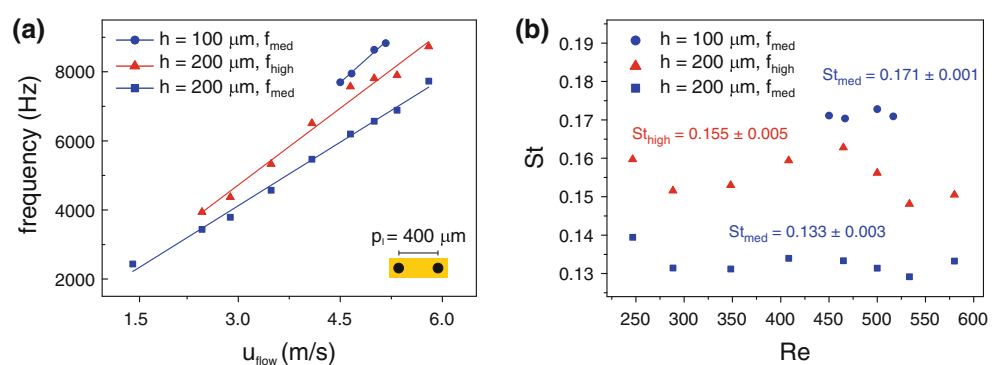 (a)
h = 100 μm, f_med
h = 200 μm, f_high
h = 200 μm, f_med
8000
6000
4000
2000
frequency (Hz)
p_l = 400 μm
1.5 3.0 4.5 6.0
u_flow (m/s)
(b)
0.19
0.18
0.17
0.16
0.15
0.14
0.13
St
h = 100 μm, f_med
h = 200 μm, f_high
h = 200 μm, f_med
St_med = 0.171 ± 0.001
St_high = 0.155 ± 0.005
St_med = 0.133 ± 0.003
250 300 350 400 450 500 550 600
Re